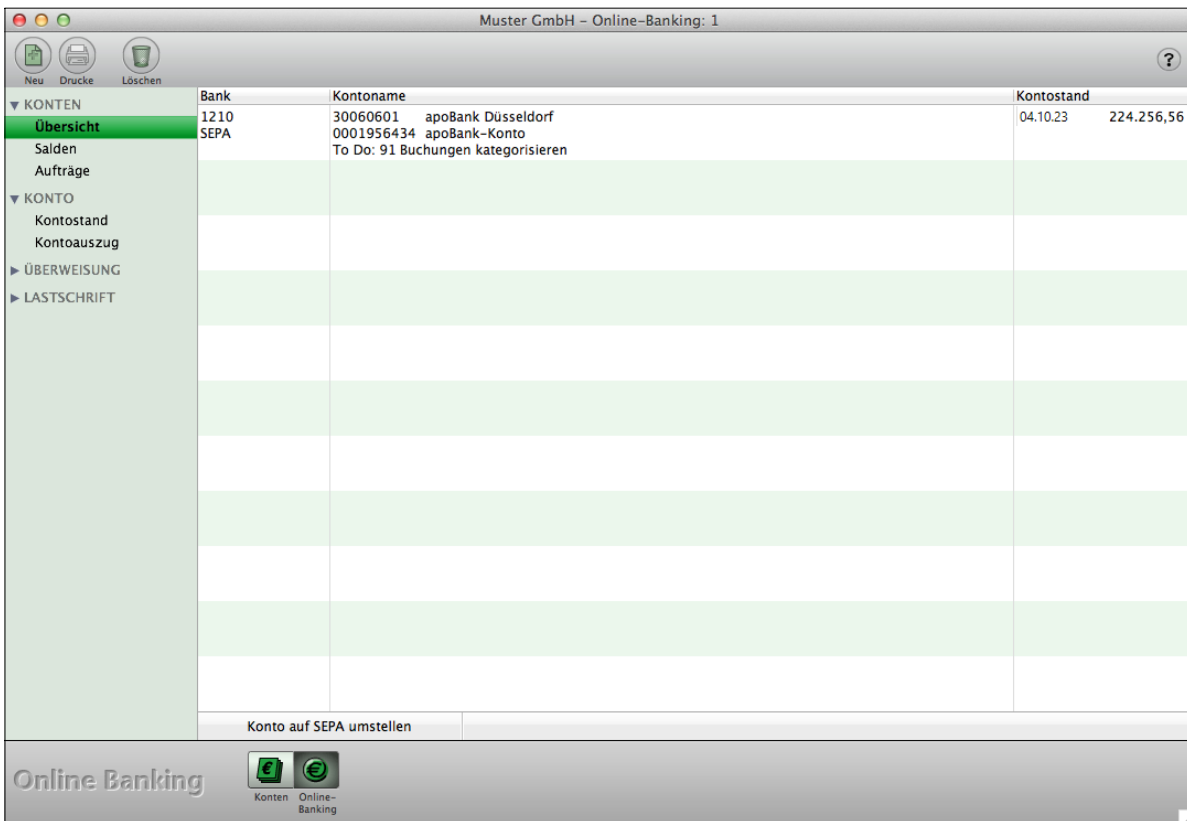 Muster GmbH – Online-Banking: 1
Neu Drucke Löschen ?
KONTEN
Übersicht
Salden
Aufträge
KONTO
Kontostand
Kontoauszug
ÜBERWEISUNG
LASTSCHRIFT
Bank Kontoname Kontostand
1210 30060601 apoBank Düsseldorf 04.10.23 224.256,56
SEPA 0001956434 apoBank-Konto
To Do: 91 Buchungen kategorisieren
Konto auf SEPA umstellen
Online Banking
Konten Online-
Banking